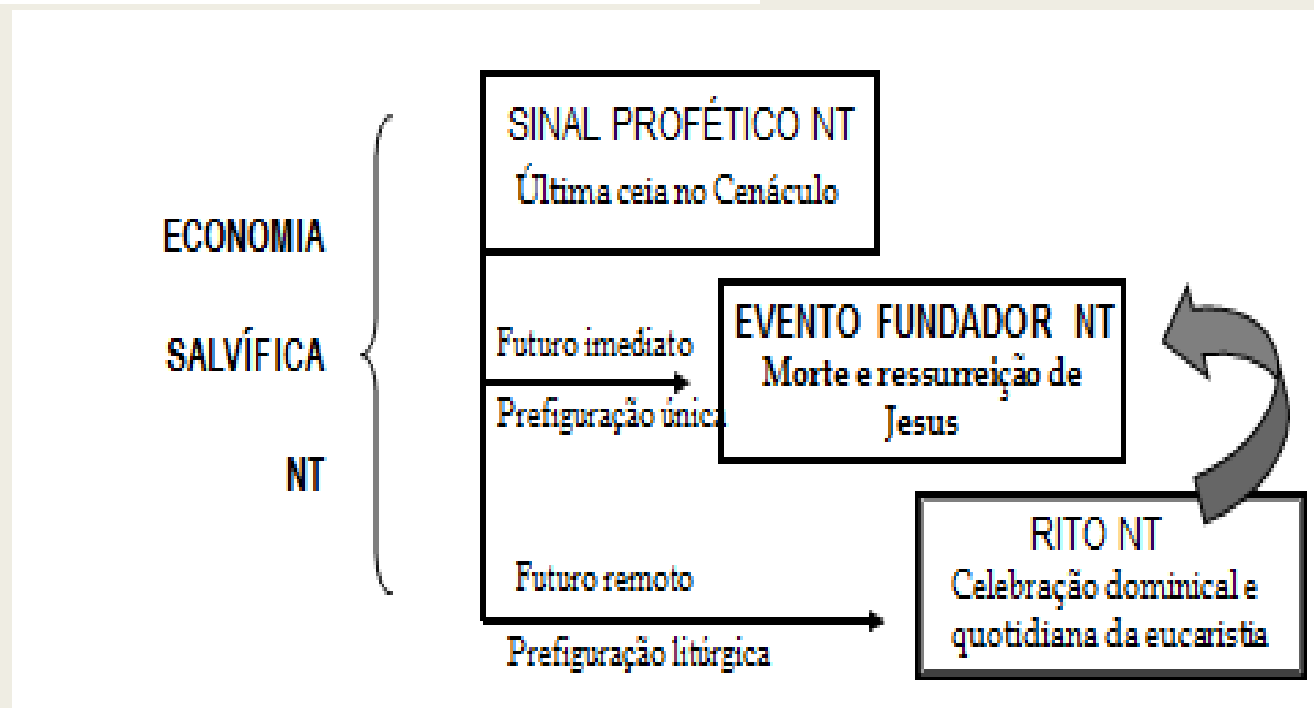 ECONOMIA
SALVÍFICA
NT
SINAL PROFÉTICO NT
Última ceia no Cenáculo
Futuro imediato
Prefiguração única
EVENTO FUNDADOR NT
Morte e ressurreição de
Jesus
Futuro remoto
Prefiguração litúrgica
RITO NT
Celebração dominical e
quotidiana da eucaristia